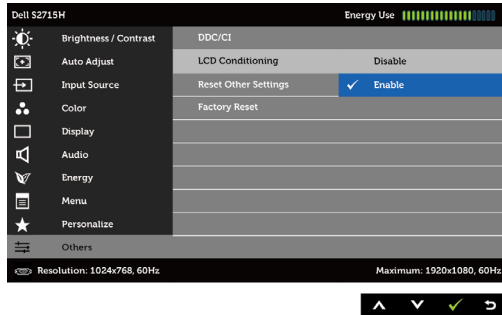 Dell S2715H Energy Use
Brightness / Contrast DDC/CI
Auto Adjust LCD Conditioning Disable
Input Source Reset Other Settings Enable
Color Factory Reset
Display
Audio
Energy
Menu
Personalize
Others
Resolution: 1024x768, 60Hz Maximum: 1920x1080, 60Hz